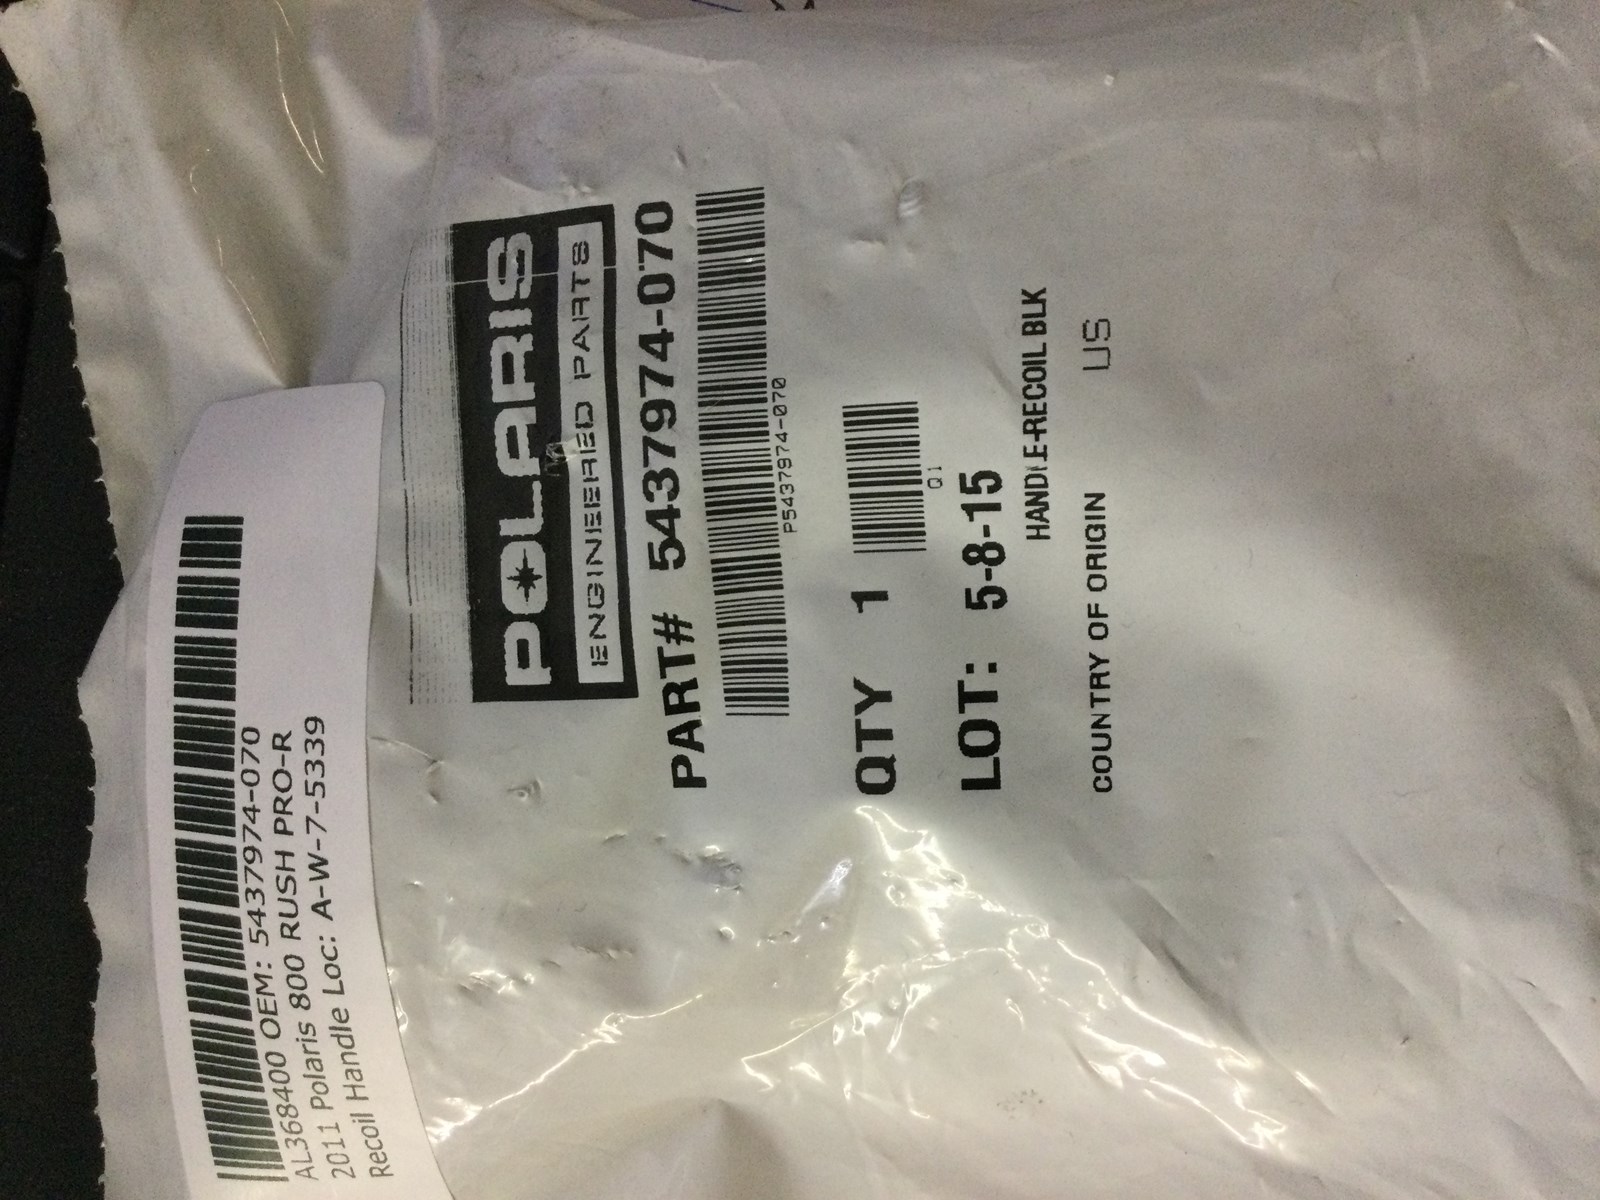 AL368400 OEM: 5437974-070
2011 Polaris 800 RUSH PRO-R
Recoil Handle Loc: A-W-7-5339
POLARIS
ENGINEERED PARTS
PART# 5437974-070
P5437974-070
QTY 1
Q1
LOT: 5-8-15
HANDLE-RECOIL BLK
COUNTRY OF ORIGIN US